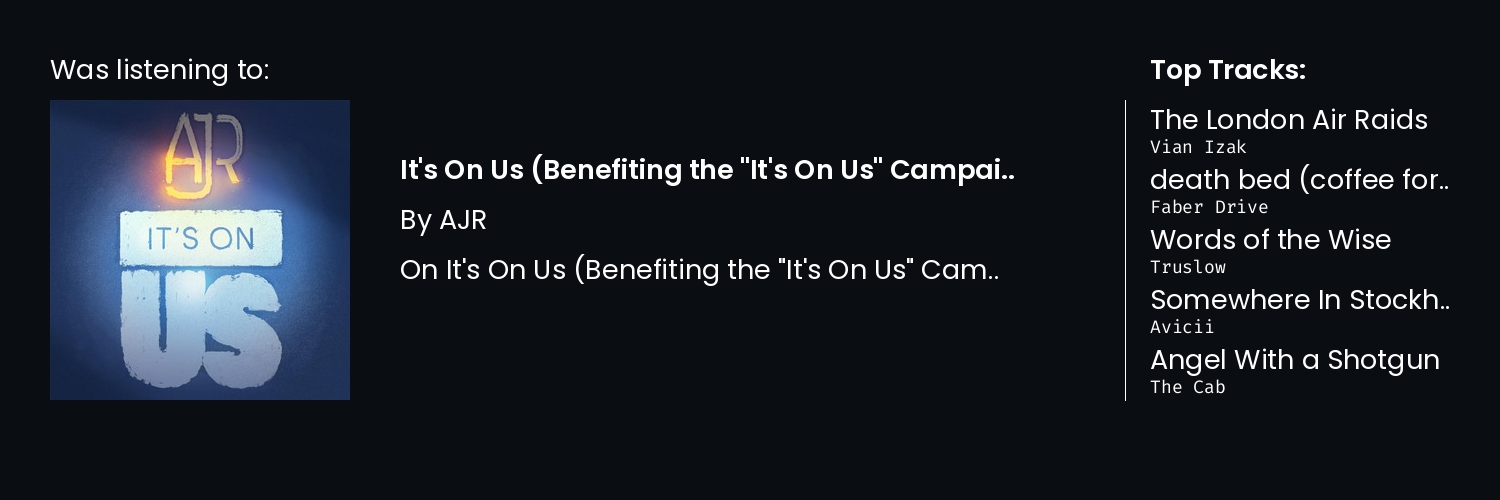 Was listening to:
AJR
IT'S ON
US
It's On Us (Benefiting the "It's On Us" Campai..
By AJR
On It's On Us (Benefiting the "It's On Us" Cam..
Top Tracks:
The London Air Raids
Vian Izak
death bed (coffee for..
Faber Drive
Words of the Wise
Truslow
Somewhere In Stockh..
Avicii
Angel With a Shotgun
The Cab